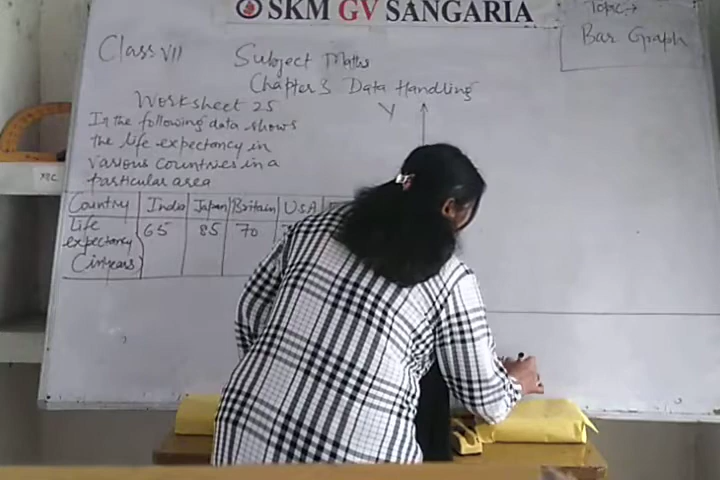 SKM GV SANGARIA
Topic:→
Bar Graph
Class VII
Subject Maths
Chapter 3 Data Handling
Worksheet 25
Y
In the following data shows
the life expectancy in
various countries in a
particular area
Country India Japan Britain USA
Life 65 85 70
expectancy
(in years)